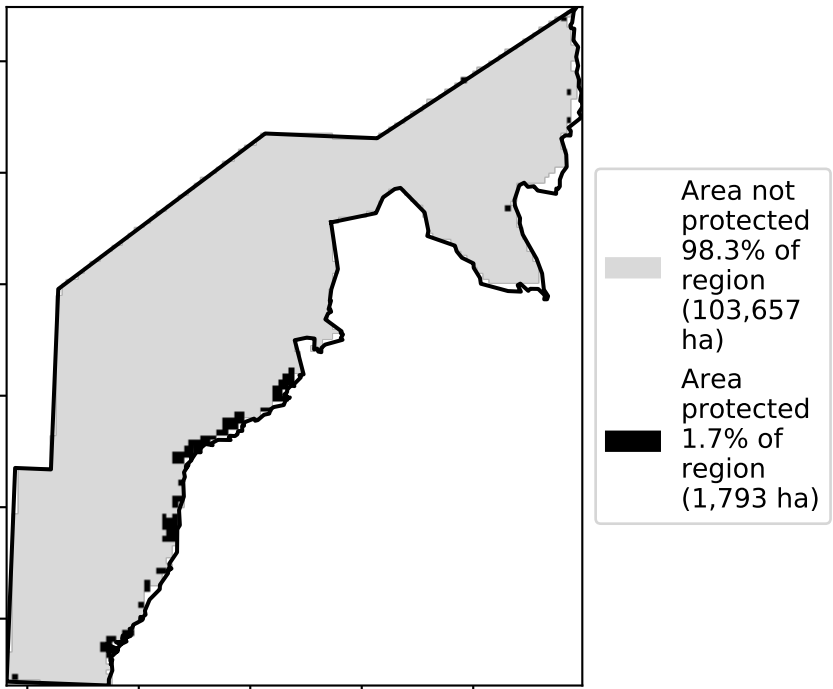 Area not
protected
98.3% of
region
(103,657
ha)
Area
protected
1.7% of
region
(1,793 ha)